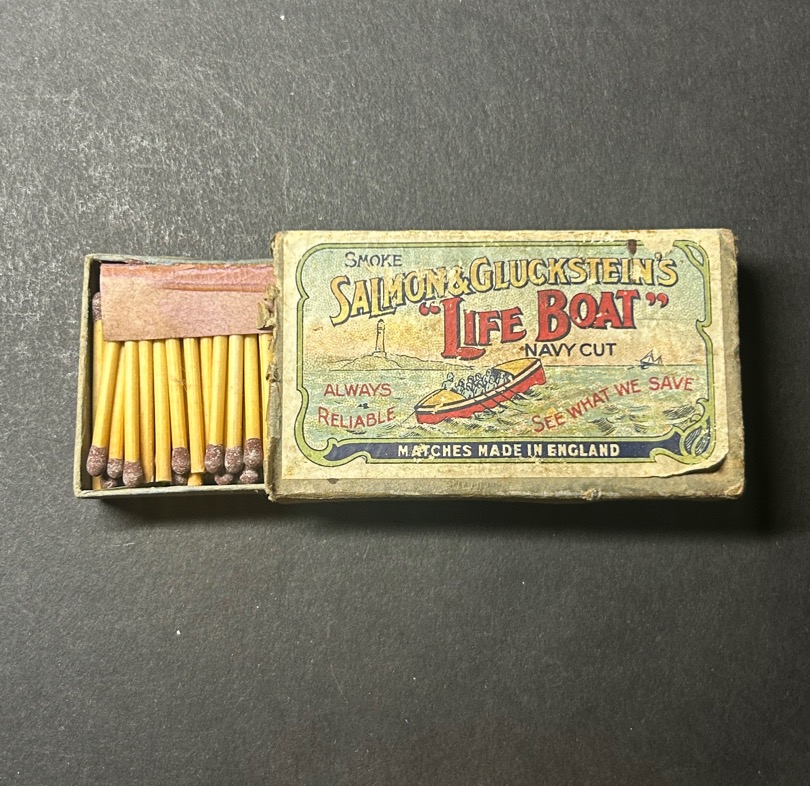 SMOKE
SALMON & GLUCKSTEIN'S
"LIFE BOAT"
NAVY CUT
ALWAYS
RELIABLE
SEE WHAT WE SAVE
MATCHES MADE IN ENGLAND